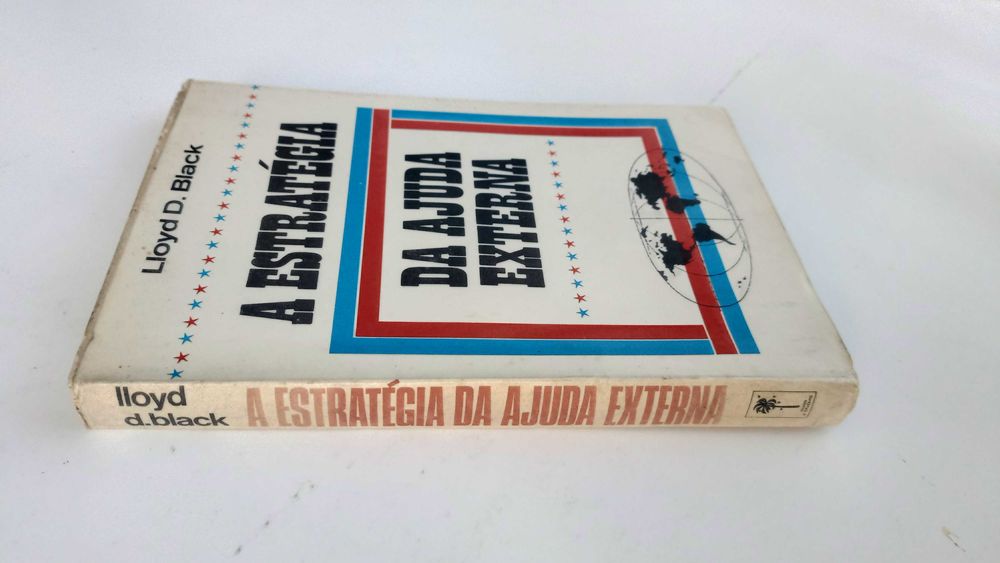 Lloyd D. Black
A ESTRATÉGIA
DA AJUDA
EXTERNA
lloyd
d.black
A ESTRATÉGIA DA AJUDA EXTERNA